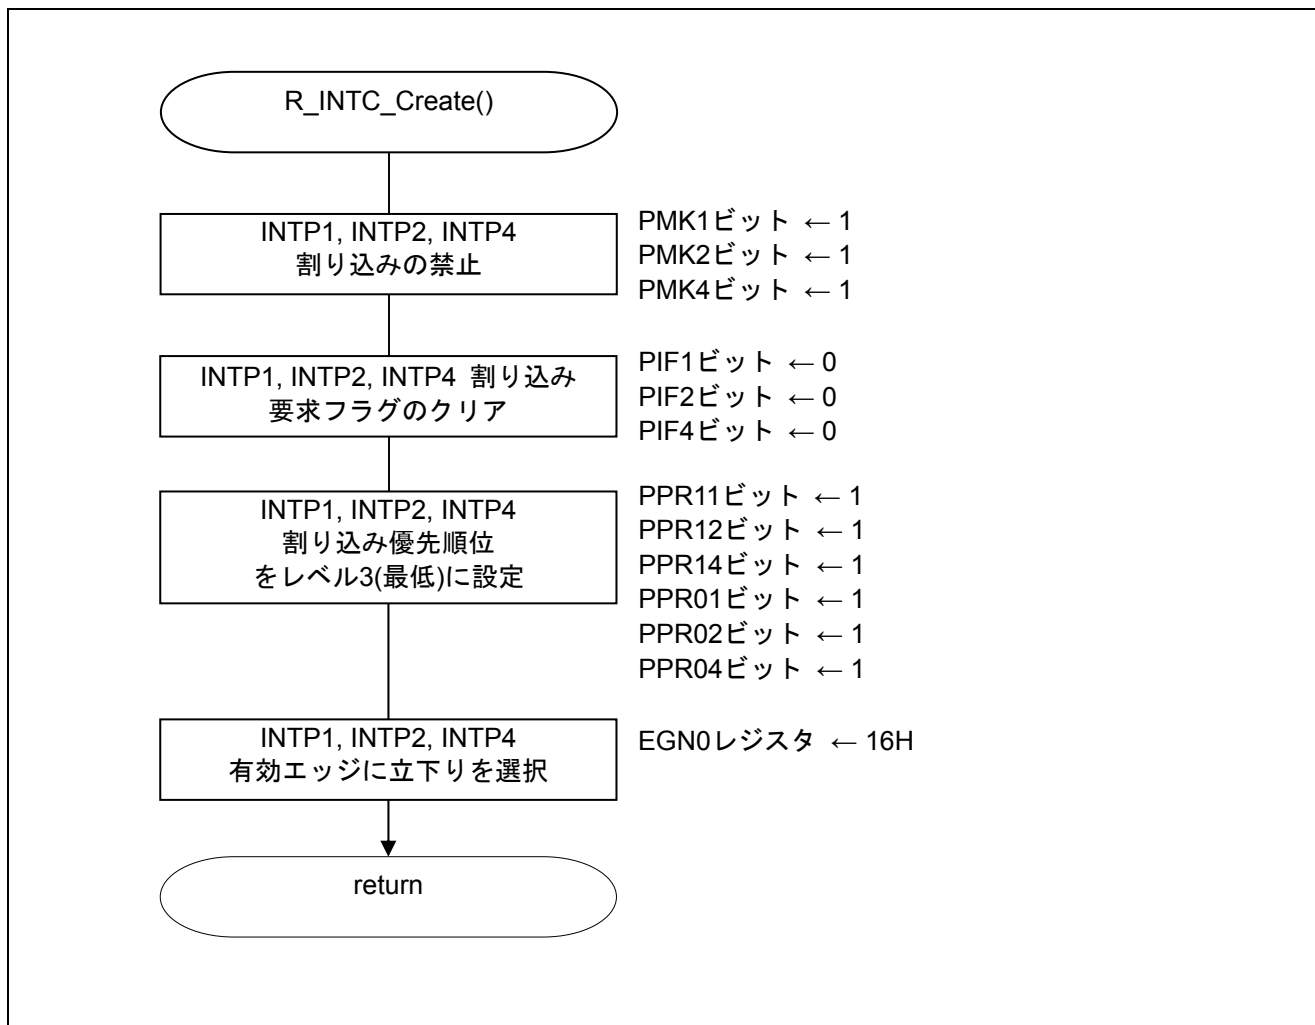 R_INTC_Create()
INTP1, INTP2, INTP4
割り込みの禁止
PMK1ビット ← 1
PMK2ビット ← 1
PMK4ビット ← 1
INTP1, INTP2, INTP4 割り込み
要求フラグのクリア
PIF1ビット ← 0
PIF2ビット ← 0
PIF4ビット ← 0
INTP1, INTP2, INTP4
割り込み優先順位
をレベル3(最低)に設定
PPR11ビット ← 1
PPR12ビット ← 1
PPR14ビット ← 1
PPR01ビット ← 1
PPR02ビット ← 1
PPR04ビット ← 1
INTP1, INTP2, INTP4
有効エッジに立下りを選択
EGN0レジスタ ← 16H
return